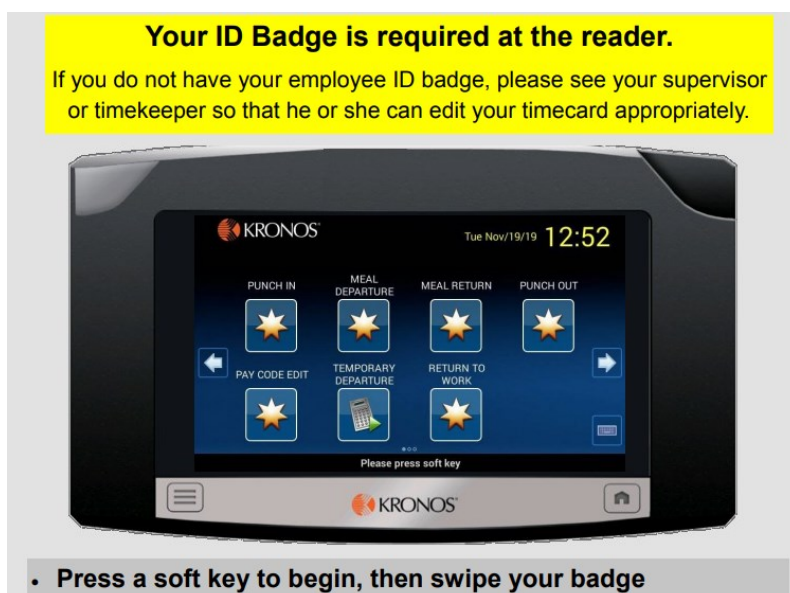 Your ID Badge is required at the reader.
If you do not have your employee ID badge, please see your supervisor
or timekeeper so that he or she can edit your timecard appropriately.
KRONOS
Tue Nov/19/19 12:52
PUNCH IN
MEAL
DEPARTURE
MEAL RETURN
PUNCH OUT
PAY CODE EDIT
TEMPORARY
DEPARTURE
RETURN TO
WORK
Please press soft key
KRONOS
• Press a soft key to begin, then swipe your badge